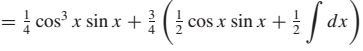 = 1/4 cos³ x sin x + 3/4 ( 1/2 cos x sin x + 1/2 ∫ dx )